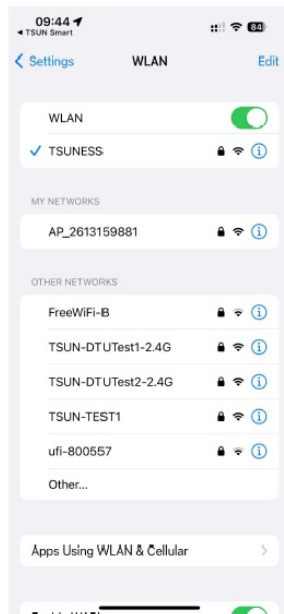 09:44
84
TSUN Smart
Settings
WLAN
Edit
WLAN
TSUNESS
MY NETWORKS
AP_2613159881
OTHER NETWORKS
FreeWiFi-B
TSUN-DTUTest1-2.4G
TSUN-DTUTest2-2.4G
TSUN-TEST1
ufi-800557
Other...
Apps Using WLAN & Cellular